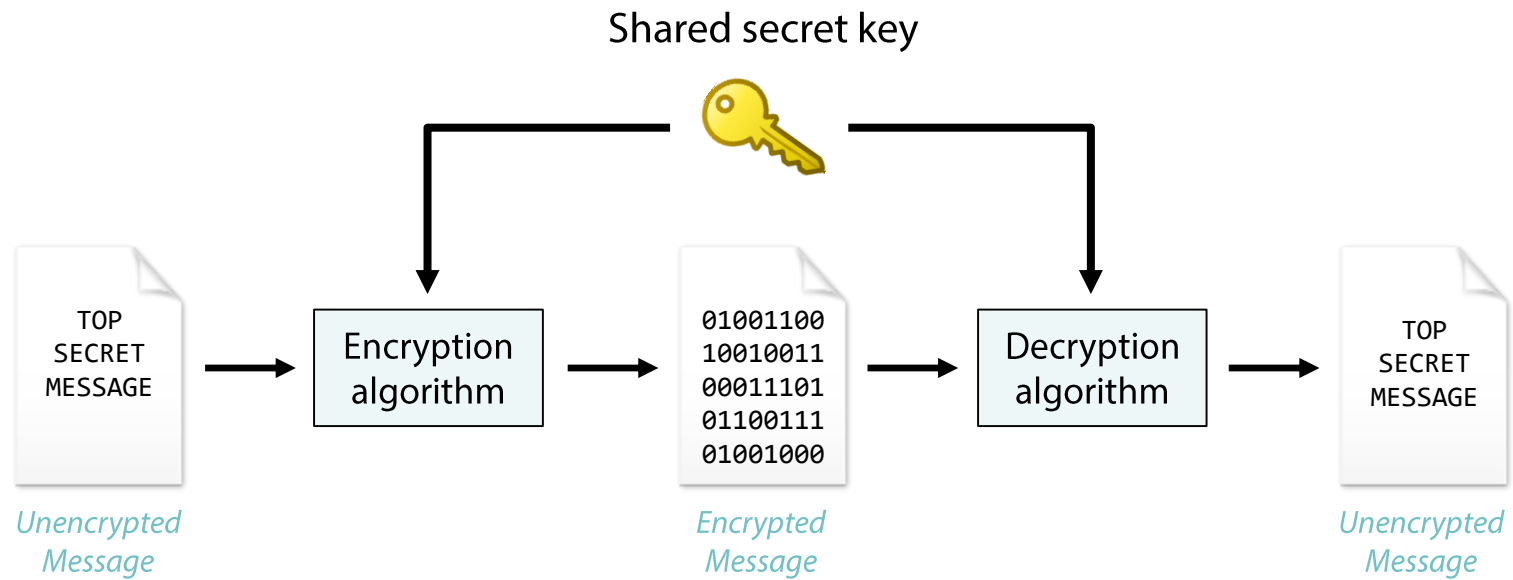 Shared secret key
TOP
SECRET
MESSAGE
Unencrypted
Message
Encryption
algorithm
01001100
10010011
00011101
01100111
01001000
Encrypted
Message
Decryption
algorithm
TOP
SECRET
MESSAGE
Unencrypted
Message